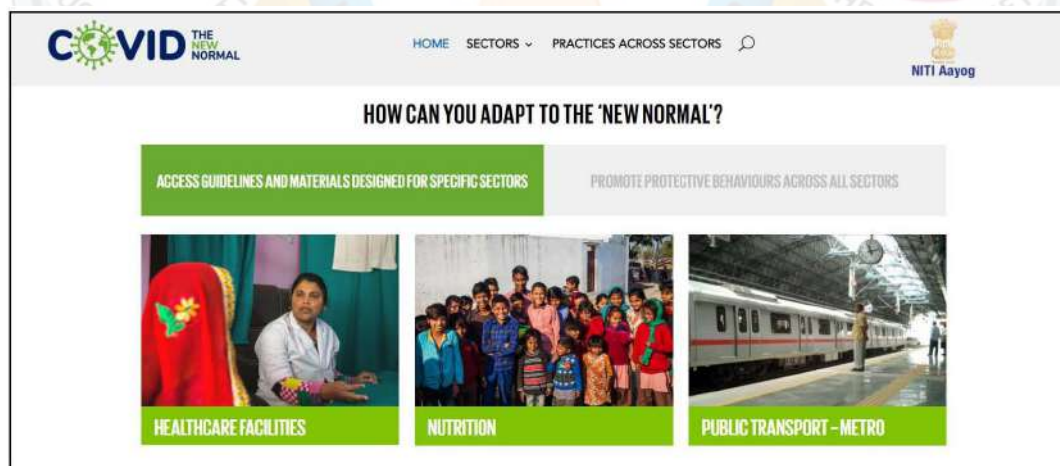 COVID THE
NEW
NORMAL
HOME SECTORS PRACTICES ACROSS SECTORS
NITI Aayog
HOW CAN YOU ADAPT TO THE 'NEW NORMAL'?
ACCESS GUIDELINES AND MATERIALS DESIGNED FOR SPECIFIC SECTORS
PROMOTE PROTECTIVE BEHAVIOURS ACROSS ALL SECTORS
HEALTHCARE FACILITIES
NUTRITION
PUBLIC TRANSPORT – METRO